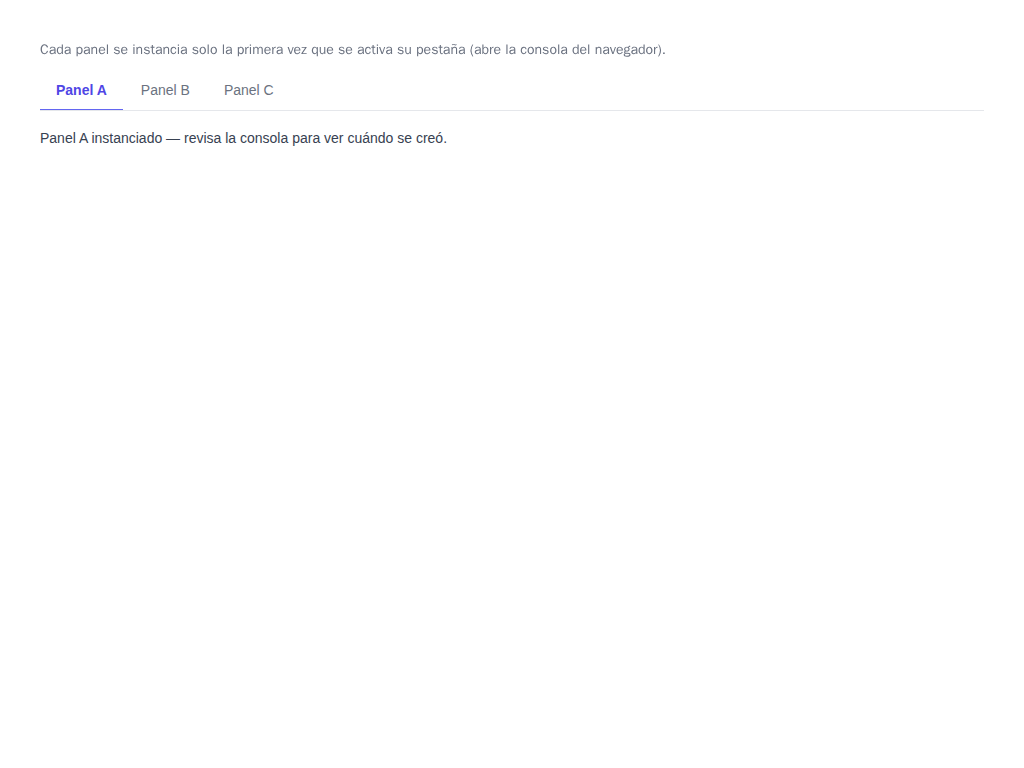 Cada panel se instancia solo la primera vez que se activa su pestaña (abre la consola del navegador).
Panel A Panel B Panel C
Panel A instanciado — revisa la consola para ver cuándo se creó.